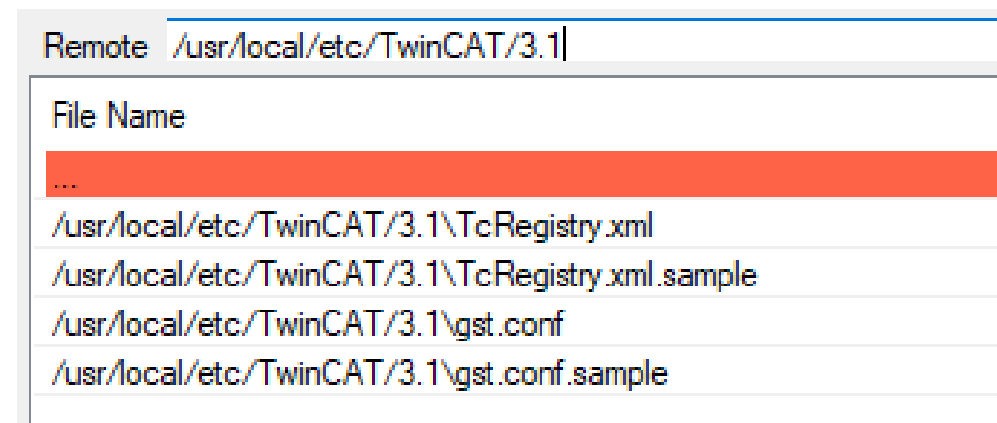 Remote /usr/local/etc/TwinCAT/3.1
File Name
...
/usr/local/etc/TwinCAT/3.1\TcRegistry.xml
/usr/local/etc/TwinCAT/3.1\TcRegistry.xml.sample
/usr/local/etc/TwinCAT/3.1\gst.conf
/usr/local/etc/TwinCAT/3.1\gst.conf.sample